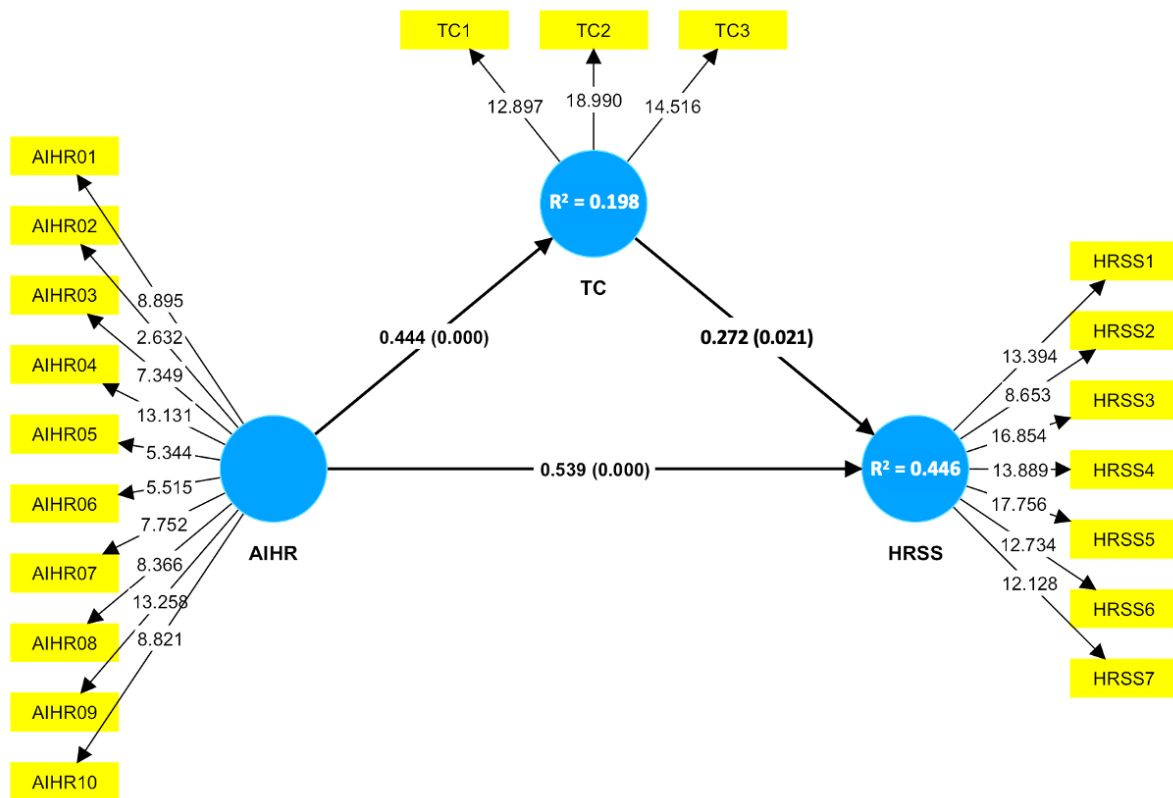 TC1
TC2
TC3
12.897
18.990
14.516
AIHR01
AIHR02
AIHR03
AIHR04
AIHR05
AIHR06
AIHR07
AIHR08
AIHR09
AIHR10
8.895
2.632
7.349
13.131
5.344
5.515
7.752
8.366
13.258
8.821
R² = 0.198
TC
0.444 (0.000)
0.272 (0.021)
0.539 (0.000)
AIHR
R² = 0.446
HRSS
13.394
8.653
16.854
13.889
17.756
12.734
12.128
HRSS1
HRSS2
HRSS3
HRSS4
HRSS5
HRSS6
HRSS7